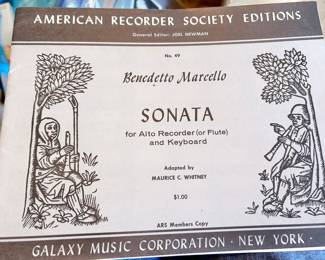 AMERICAN RECORDER SOCIETY EDITIONS
General Editor: JOEL NEWMAN
No. 49
Benedetto Marcello
SONATA
for Alto Recorder (or Flute)
and Keyboard
Adapted by
MAURICE C. WHITNEY
$1.00
ARS Members Copy
GALAXY MUSIC CORPORATION · NEW YORK ·